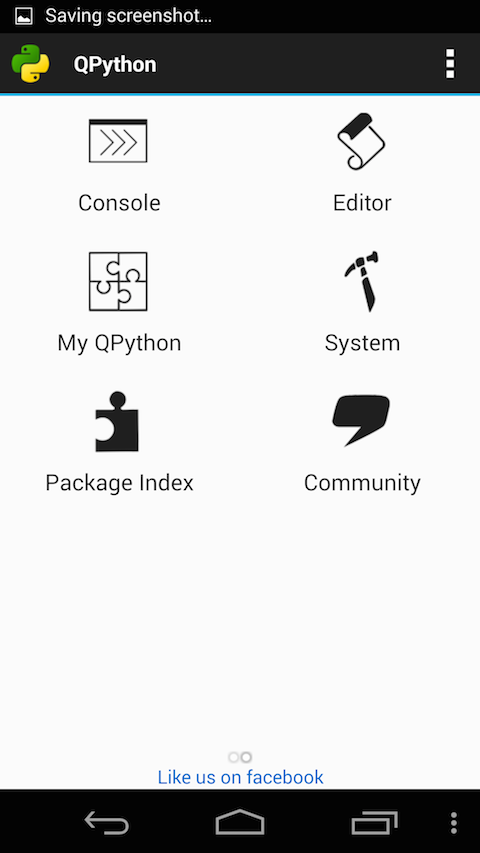 Saving screenshot...
QPython
Console
Editor
My QPython
System
Package Index
Community
Like us on facebook